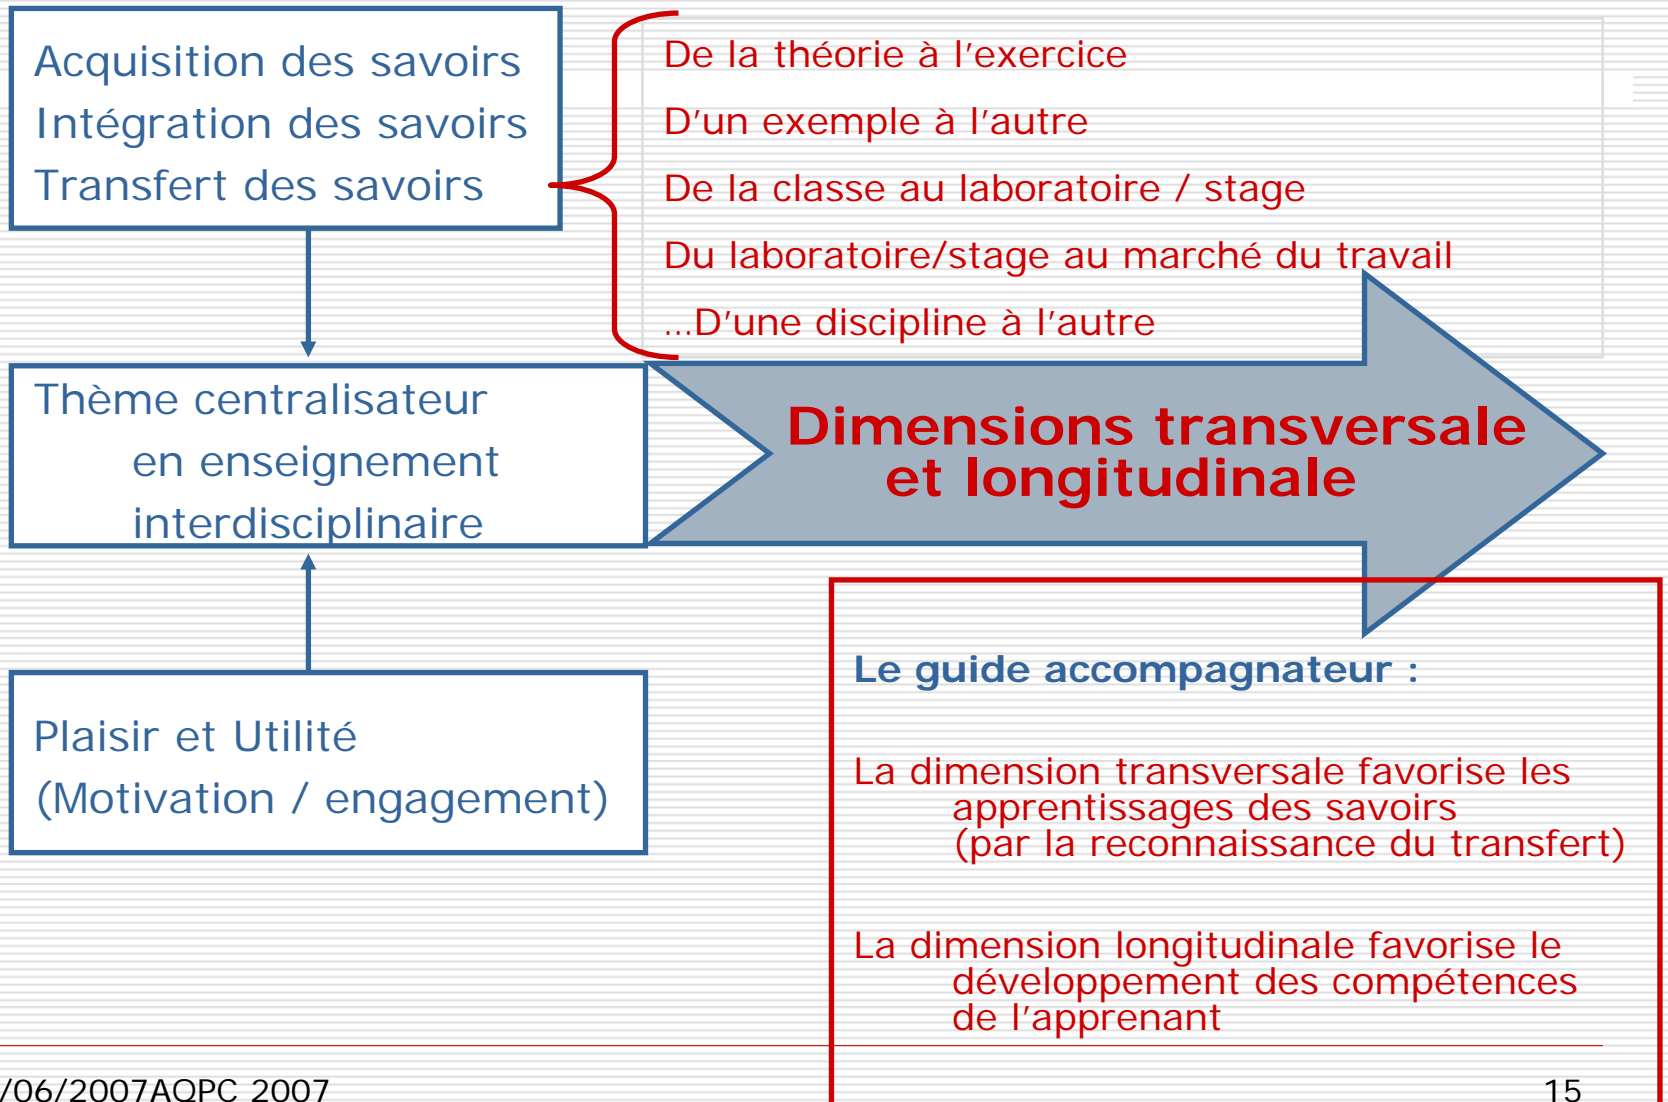 Acquisition des savoirs
Intégration des savoirs
Transfert des savoirs
De la théorie à l’exercice
D’un exemple à l’autre
De la classe au laboratoire / stage
Du laboratoire/stage au marché du travail
…D’une discipline à l’autre
Thème centralisateur
en enseignement
interdisciplinaire
Dimensions transversale
et longitudinale
Plaisir et Utilité
(Motivation / engagement)
Le guide accompagnateur :
La dimension transversale favorise les
apprentissages des savoirs
(par la reconnaissance du transfert)
La dimension longitudinale favorise le
développement des compétences
de l’apprenant
/06/2007AQPC 2007
15